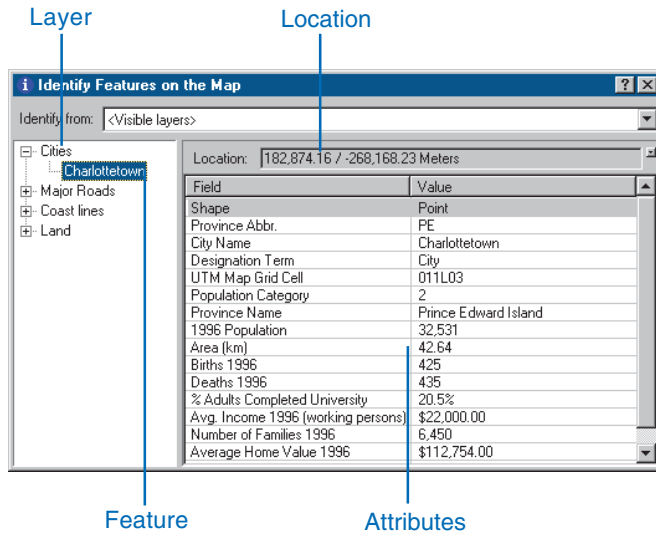 Layer
Location
Identify Features on the Map
Identify from: <Visible layers>
Cities
Charlottetown
Major Roads
Coast lines
Land
Location: 182,874.16 / -268,168.23 Meters
Field Value
Shape Point
Province Abbr. PE
City Name Charlottetown
Designation Term City
UTM Map Grid Cell 011L03
Population Category 2
Province Name Prince Edward Island
1996 Population 32,531
Area (km) 42.64
Births 1996 425
Deaths 1996 435
% Adults Completed University 20.5%
Avg. Income 1996 (working persons) $22,000.00
Number of Families 1996 6,450
Average Home Value 1996 $112,754.00
Feature
Attributes